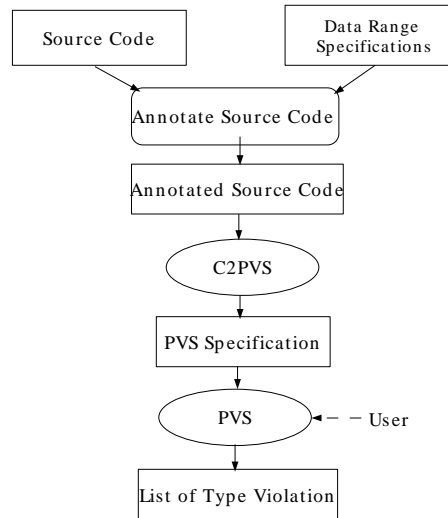 Source Code
Data Range
Specifications
Annotate Source Code
Annotated Source Code
C2PVS
PVS Specification
PVS
User
List of Type Violation